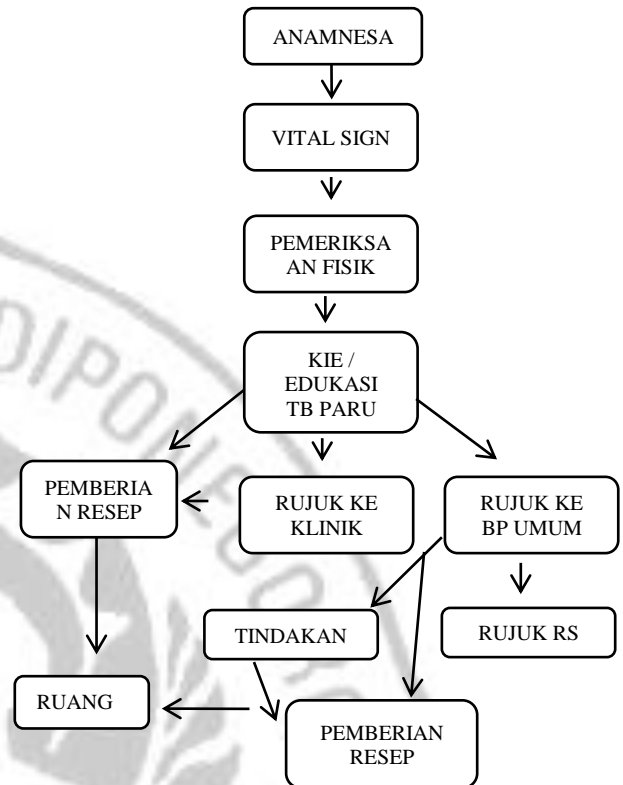 ANAMNESA
VITAL SIGN
PEMERIKSA
AN FISIK
KIE /
EDUKASI
TB PARU
PEMBERIA
N RESEP
RUJUK KE
KLINIK
RUJUK KE
BP UMUM
TINDAKAN
RUJUK RS
RUANG
PEMBERIAN
RESEP
DIPONEGORO